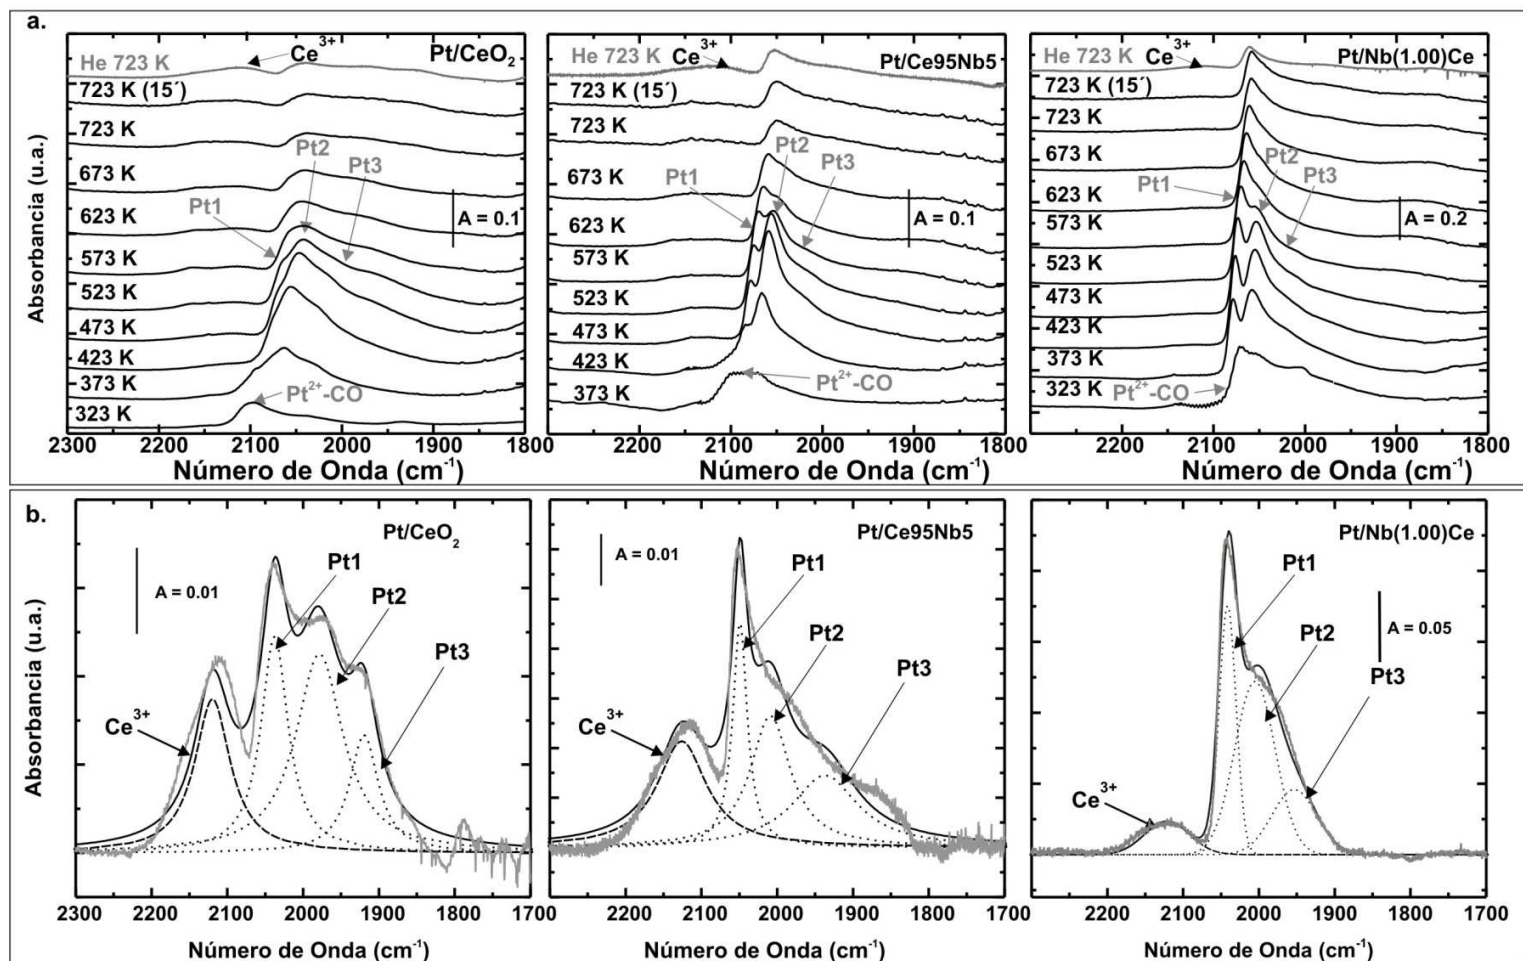 a.
Pt/CeO2
He 723 K
Ce3+
723 K (15´)
723 K
673 K
623 K
573 K
523 K
473 K
423 K
373 K
323 K
Pt1
Pt2
Pt3
A = 0.1
Pt2+-CO
2300 2200 2100 2000 1900 1800
Número de Onda (cm-1)
Absorbancia (u.a.)
Pt/Ce95Nb5
He 723 K
Ce3+
723 K (15´)
723 K
673 K
623 K
573 K
523 K
473 K
423 K
373 K
Pt1
Pt2
Pt3
A = 0.1
Pt2+-CO
2200 2100 2000 1900 1800
Número de Onda (cm-1)
Pt/Nb(1.00)Ce
He 723 K
Ce3+
723 K (15´)
723 K
673 K
623 K
573 K
523 K
473 K
423 K
373 K
323 K
Pt1
Pt2
Pt3
A = 0.2
Pt2+-CO
2200 2100 2000 1900 1800
Número de Onda (cm-1)
b.
Pt/CeO2
A = 0.01
Pt1
Pt2
Pt3
Ce3+
2300 2200 2100 2000 1900 1700
Número de Onda (cm-1)
Absorbancia (u.a.)
Pt/Ce95Nb5
A = 0.01
Pt1
Pt2
Pt3
Ce3+
2200 2100 2000 1900 1800 1700
Número de Onda (cm-1)
Pt/Nb(1.00)Ce
Pt1
A = 0.05
Pt2
Pt3
Ce3+
2200 2100 2000 1900 1800 1700
Número de Onda (cm-1)